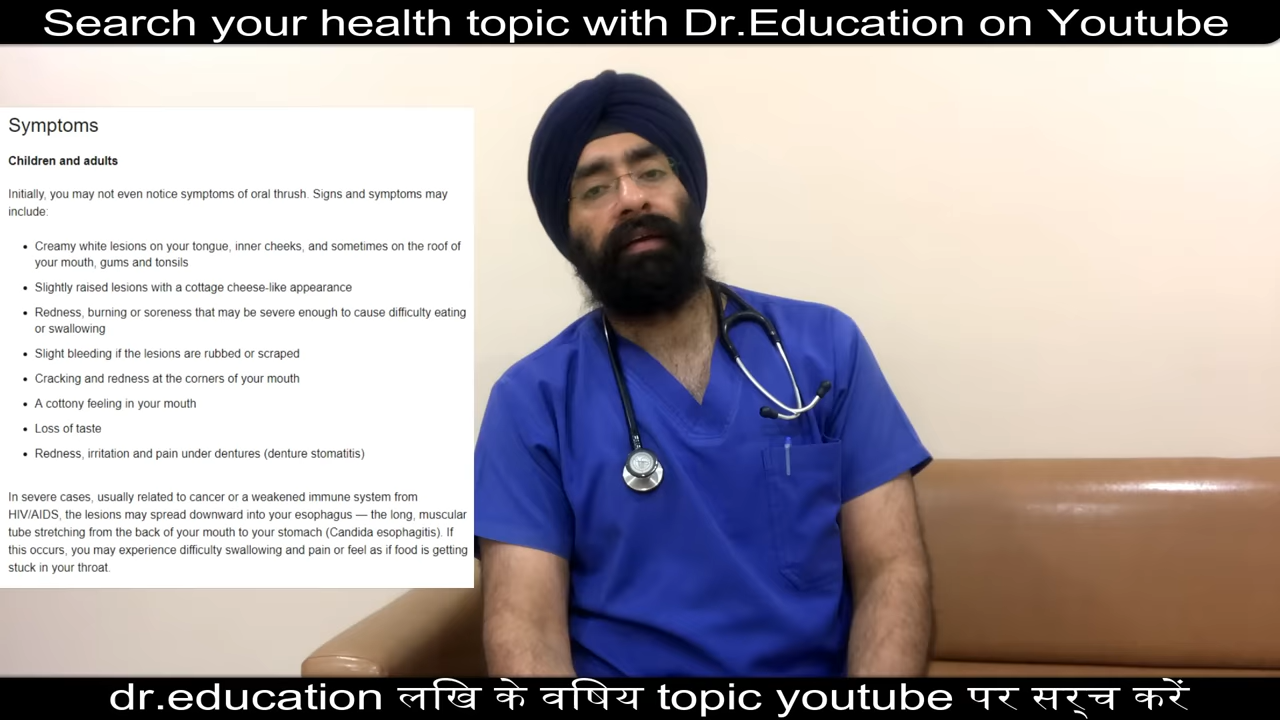 Search your health topic with Dr.Education on Youtube
Symptoms
Children and adults
Initially, you may not even notice symptoms of oral thrush. Signs and symptoms may
include:
• Creamy white lesions on your tongue, inner cheeks, and sometimes on the roof of
your mouth, gums and tonsils
• Slightly raised lesions with a cottage cheese-like appearance
• Redness, burning or soreness that may be severe enough to cause difficulty eating
or swallowing
• Slight bleeding if the lesions are rubbed or scraped
• Cracking and redness at the corners of your mouth
• A cottony feeling in your mouth
• Loss of taste
• Redness, irritation and pain under dentures (denture stomatitis)
In severe cases, usually related to cancer or a weakened immune system from
HIV/AIDS, the lesions may spread downward into your esophagus — the long, muscular
tube stretching from the back of your mouth to your stomach (Candida esophagitis). If
this occurs, you may experience difficulty swallowing and pain or feel as if food is getting
stuck in your throat.
dr.education लखि के वषिय topic youtube पर सर्च करें